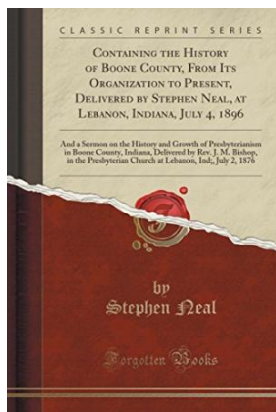 CLASSIC REPRINT SERIES
CONTAINING THE HISTORY
OF BOONE COUNTY, FROM ITS
ORGANIZATION TO PRESENT,
DELIVERED BY STEPHEN NEAL, AT
LEBANON, INDIANA, JULY 4, 1896
And a Sermon on the History and Growth of Presbyterianism
in Boone County, Indiana, Delivered by Rev. J. M. Bishop,
in the Presbyterian Church at Lebanon, Ind;, July 2, 1876
by
Stephen Neal
Forgotten Books